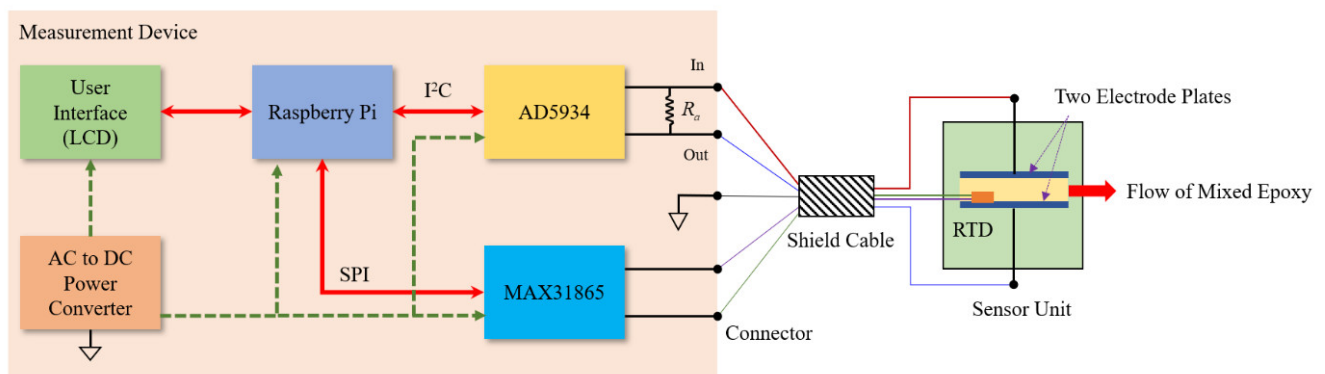 Measurement Device
User
Interface
(LCD)
Raspberry Pi
I²C
AD5934
In
Rₐ
Out
Two Electrode Plates
Flow of Mixed Epoxy
RTD
Shield Cable
Sensor Unit
AC to DC
Power
Converter
SPI
MAX31865
Connector